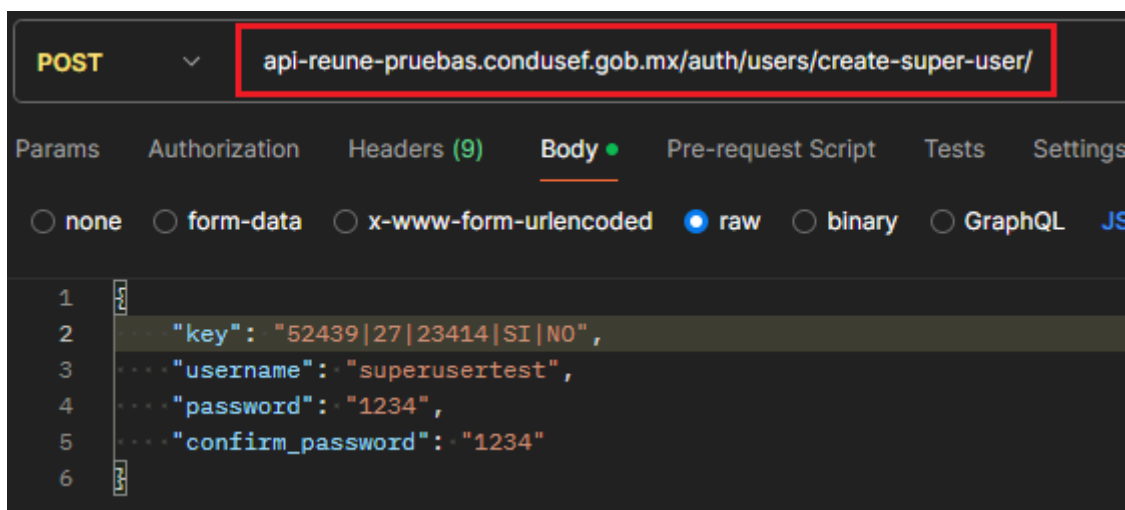 POST api-reune-pruebas.condusef.gob.mx/auth/users/create-super-user/
Params Authorization Headers (9) Body Pre-request Script Tests Settings
none form-data x-www-form-urlencoded raw binary GraphQL JS
1 {
2 "key": "52439|27|23414|SI|NO",
3 "username": "superusertest",
4 "password": "1234",
5 "confirm_password": "1234"
6 }